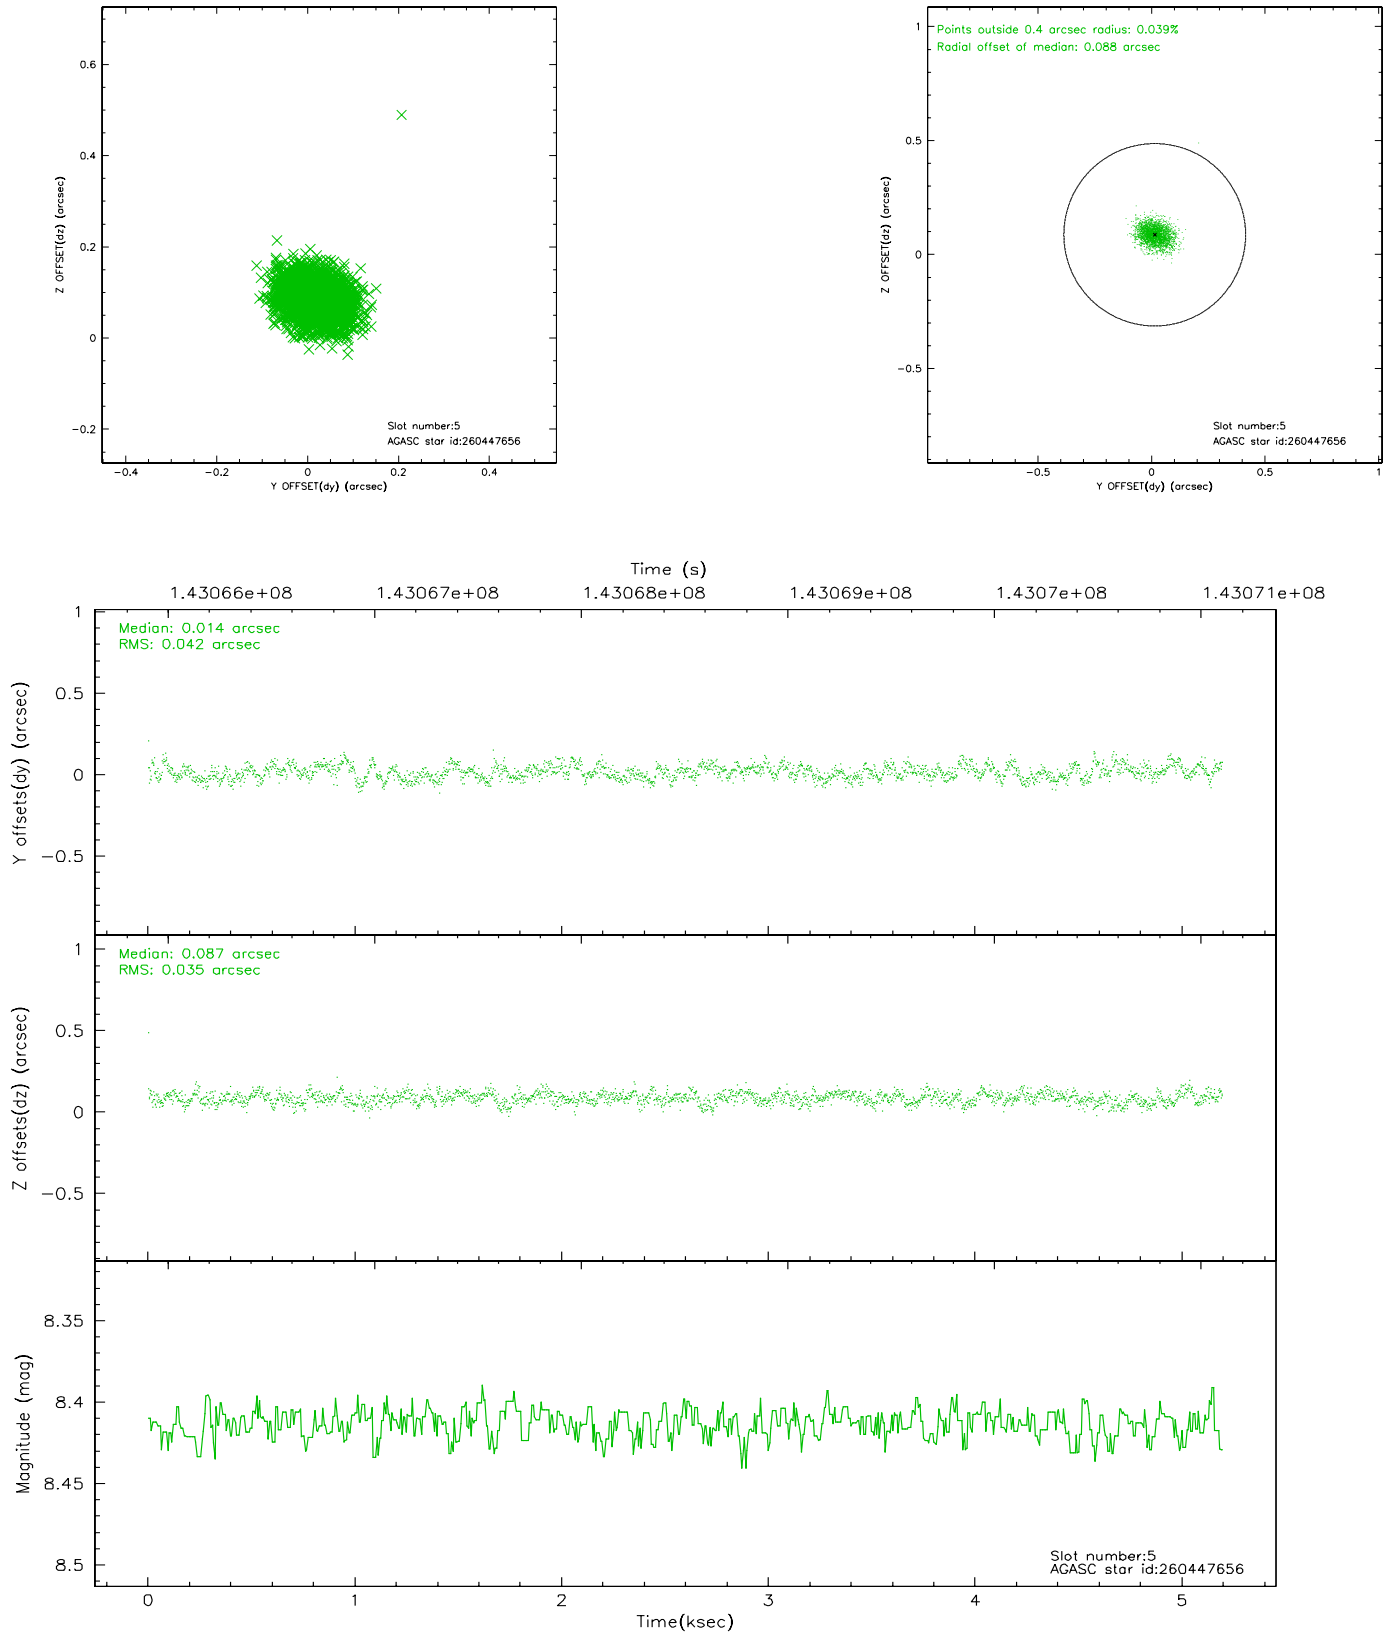 0.6
0.4
0.2
0
−0.2
−0.4
−0.2
0
0.2
0.4
Z OFFSET(dz) (arcsec)
Y OFFSET(dy) (arcsec)
Slot number:5
AGASC star id:260447656
Points outside 0.4 arcsec radius: 0.039%
Radial offset of median: 0.088 arcsec
1
0.5
0
−0.5
−0.5
0
0.5
1
Z OFFSET(dz) (arcsec)
Y OFFSET(dy) (arcsec)
Slot number:5
AGASC star id:260447656
Time (s)
1.43066e+08
1.43067e+08
1.43068e+08
1.43069e+08
1.4307e+08
1.43071e+08
Median: 0.014 arcsec
RMS: 0.042 arcsec
1
0.5
0
−0.5
Y offsets(dy) (arcsec)
Median: 0.087 arcsec
RMS: 0.035 arcsec
1
0.5
0
−0.5
Z offsets(dz) (arcsec)
8.35
8.4
8.45
8.5
Magnitude (mag)
Slot number:5
AGASC star id:260447656
0
1
2
3
4
5
Time(ksec)